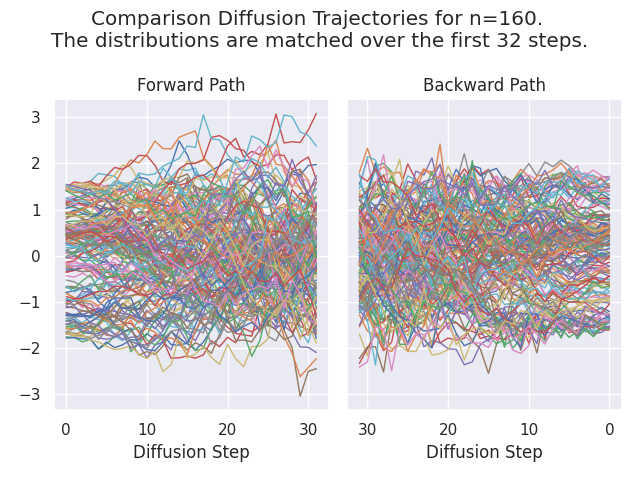 Comparison Diffusion Trajectories for n=160.
The distributions are matched over the first 32 steps.
Forward Path
Backward Path
3
2
1
0
−1
−2
−3
0 10 20 30
30 20 10 0
Diffusion Step
Diffusion Step